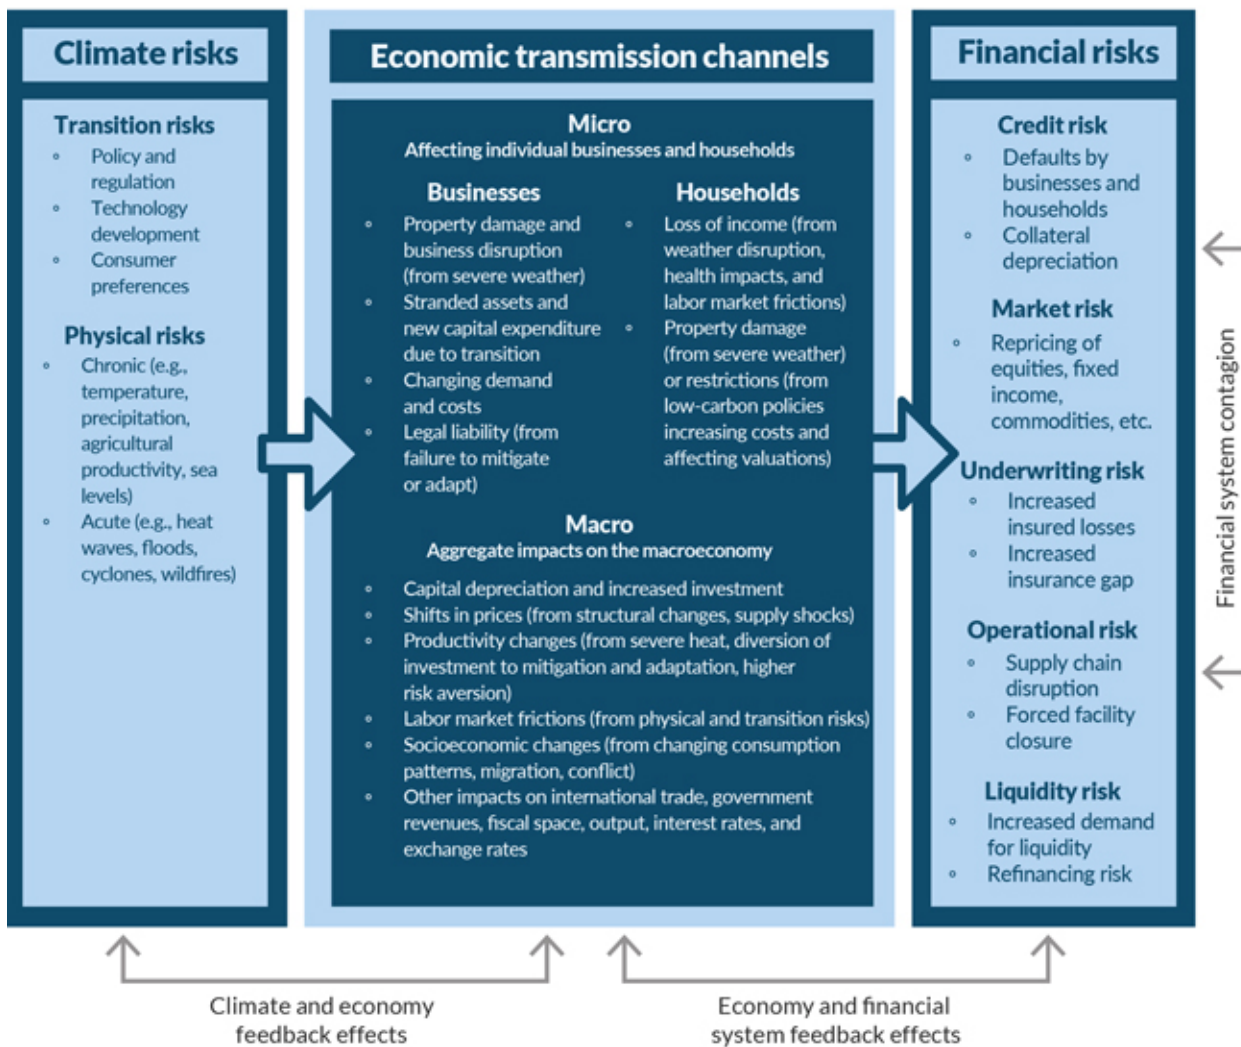 Climate risks
Transition risks
◦ Policy and
regulation
◦ Technology
development
◦ Consumer
preferences
Physical risks
◦ Chronic (e.g.,
temperature,
precipitation,
agricultural
productivity, sea
levels)
◦ Acute (e.g., heat
waves, floods,
cyclones, wildfires)
Economic transmission channels
Micro
Affecting individual businesses and households
Businesses
◦ Property damage and
business disruption
(from severe weather)
◦ Stranded assets and
new capital expenditure
due to transition
◦ Changing demand
and costs
◦ Legal liability (from
failure to mitigate
or adapt)
Households
◦ Loss of income (from
weather disruption,
health impacts, and
labor market frictions)
◦ Property damage
(from severe weather)
or restrictions (from
low-carbon policies
increasing costs and
affecting valuations)
Macro
Aggregate impacts on the macroeconomy
◦ Capital depreciation and increased investment
◦ Shifts in prices (from structural changes, supply shocks)
◦ Productivity changes (from severe heat, diversion of
investment to mitigation and adaptation, higher
risk aversion)
◦ Labor market frictions (from physical and transition risks)
◦ Socioeconomic changes (from changing consumption
patterns, migration, conflict)
◦ Other impacts on international trade, government
revenues, fiscal space, output, interest rates, and
exchange rates
Financial risks
Credit risk
◦ Defaults by
businesses and
households
◦ Collateral
depreciation
Market risk
◦ Repricing of
equities, fixed
income,
commodities, etc.
Underwriting risk
◦ Increased
insured losses
◦ Increased
insurance gap
Operational risk
◦ Supply chain
disruption
◦ Forced facility
closure
Liquidity risk
◦ Increased demand
for liquidity
◦ Refinancing risk
Financial system contagion
Climate and economy
feedback effects
Economy and financial
system feedback effects